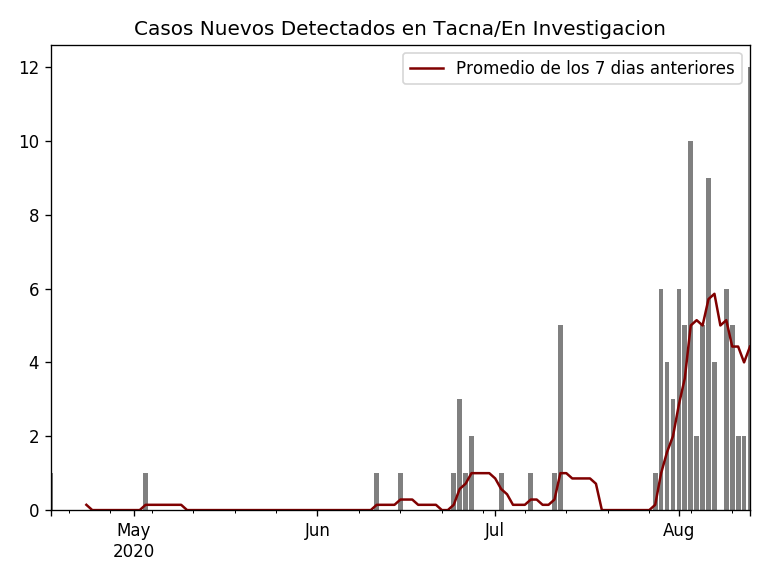 Casos Nuevos Detectados en Tacna/En Investigacion
Promedio de los 7 dias anteriores
12
10
8
6
4
2
0
May Jun Jul Aug
2020